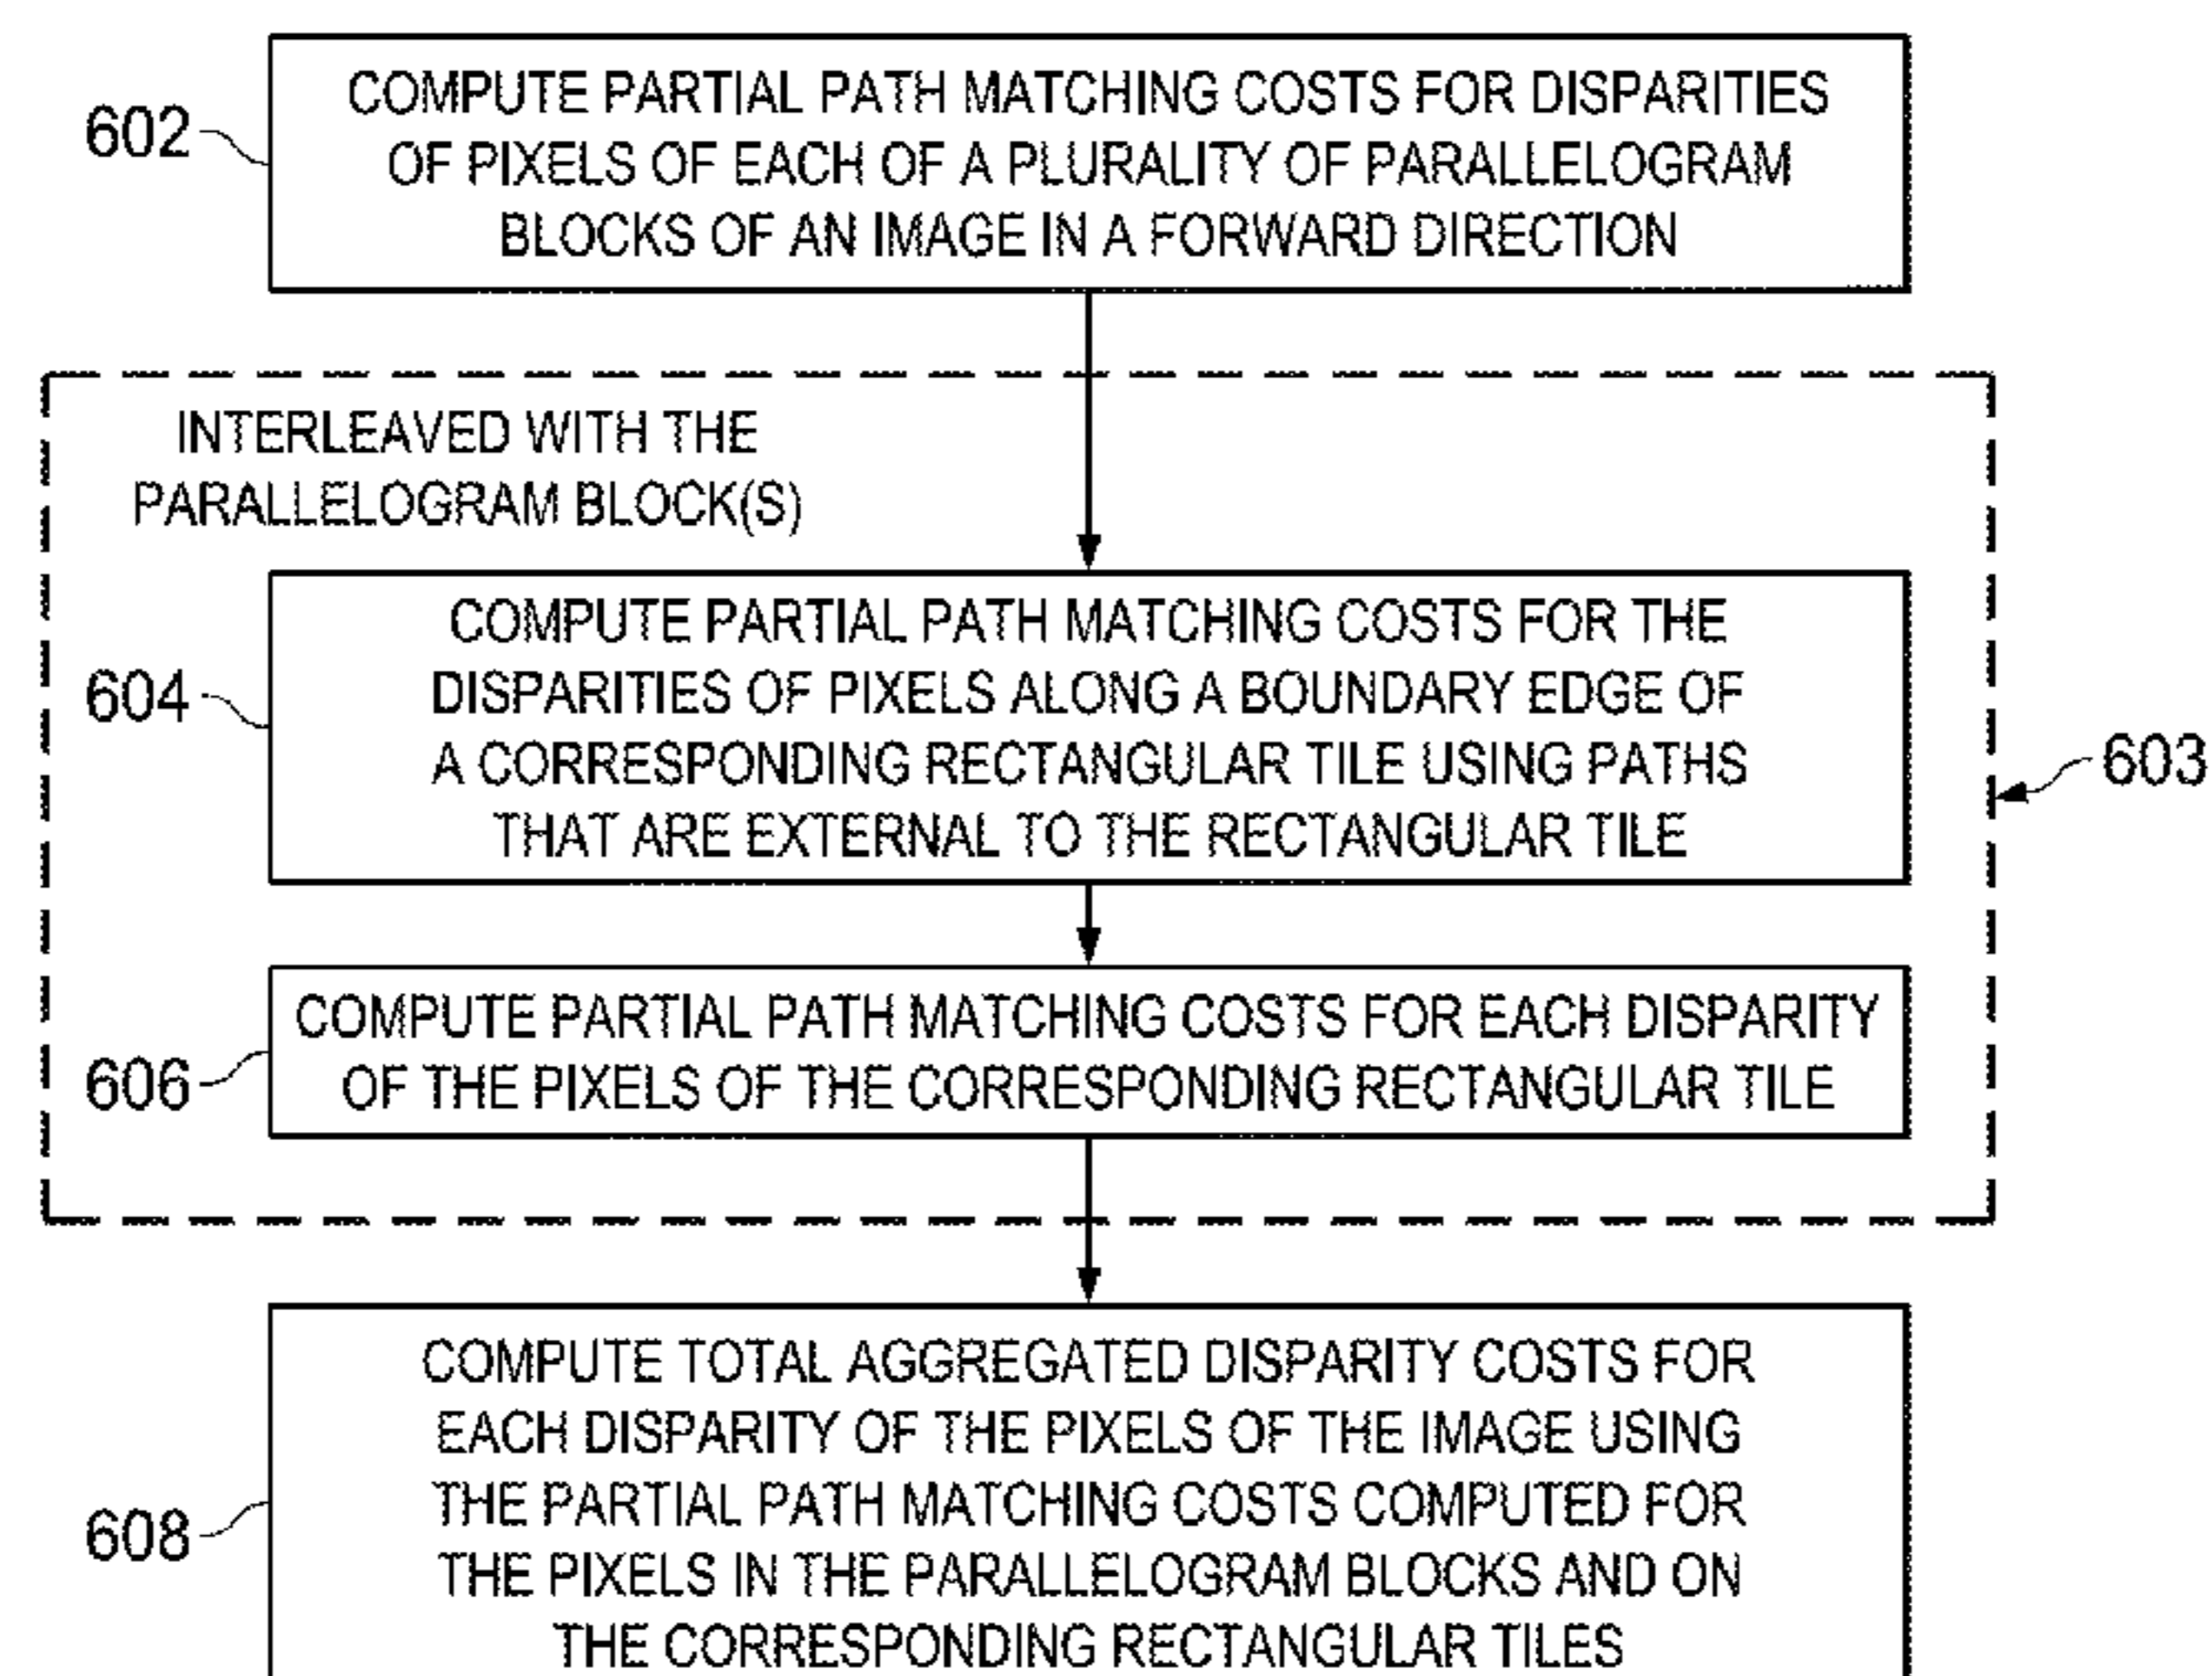 602
COMPUTE PARTIAL PATH MATCHING COSTS FOR DISPARITIES
OF PIXELS OF EACH OF A PLURALITY OF PARALLELOGRAM
BLOCKS OF AN IMAGE IN A FORWARD DIRECTION
INTERLEAVED WITH THE
PARALLELOGRAM BLOCK(S)
603
604
COMPUTE PARTIAL PATH MATCHING COSTS FOR THE
DISPARITIES OF PIXELS ALONG A BOUNDARY EDGE OF
A CORRESPONDING RECTANGULAR TILE USING PATHS
THAT ARE EXTERNAL TO THE RECTANGULAR TILE
606
COMPUTE PARTIAL PATH MATCHING COSTS FOR EACH DISPARITY
OF THE PIXELS OF THE CORRESPONDING RECTANGULAR TILE
608
COMPUTE TOTAL AGGREGATED DISPARITY COSTS FOR
EACH DISPARITY OF THE PIXELS OF THE IMAGE USING
THE PARTIAL PATH MATCHING COSTS COMPUTED FOR
THE PIXELS IN THE PARALLELOGRAM BLOCKS AND ON
THE CORRESPONDING RECTANGULAR TILES